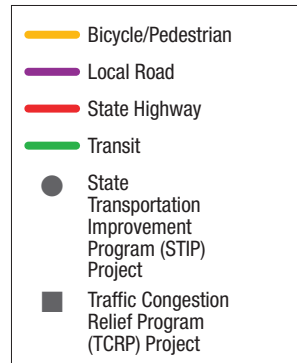 Bicycle/Pedestrian
Local Road
State Highway
Transit
State
Transportation
Improvement
Program (STIP)
Project
Traffic Congestion
Relief Program
(TCRP) Project